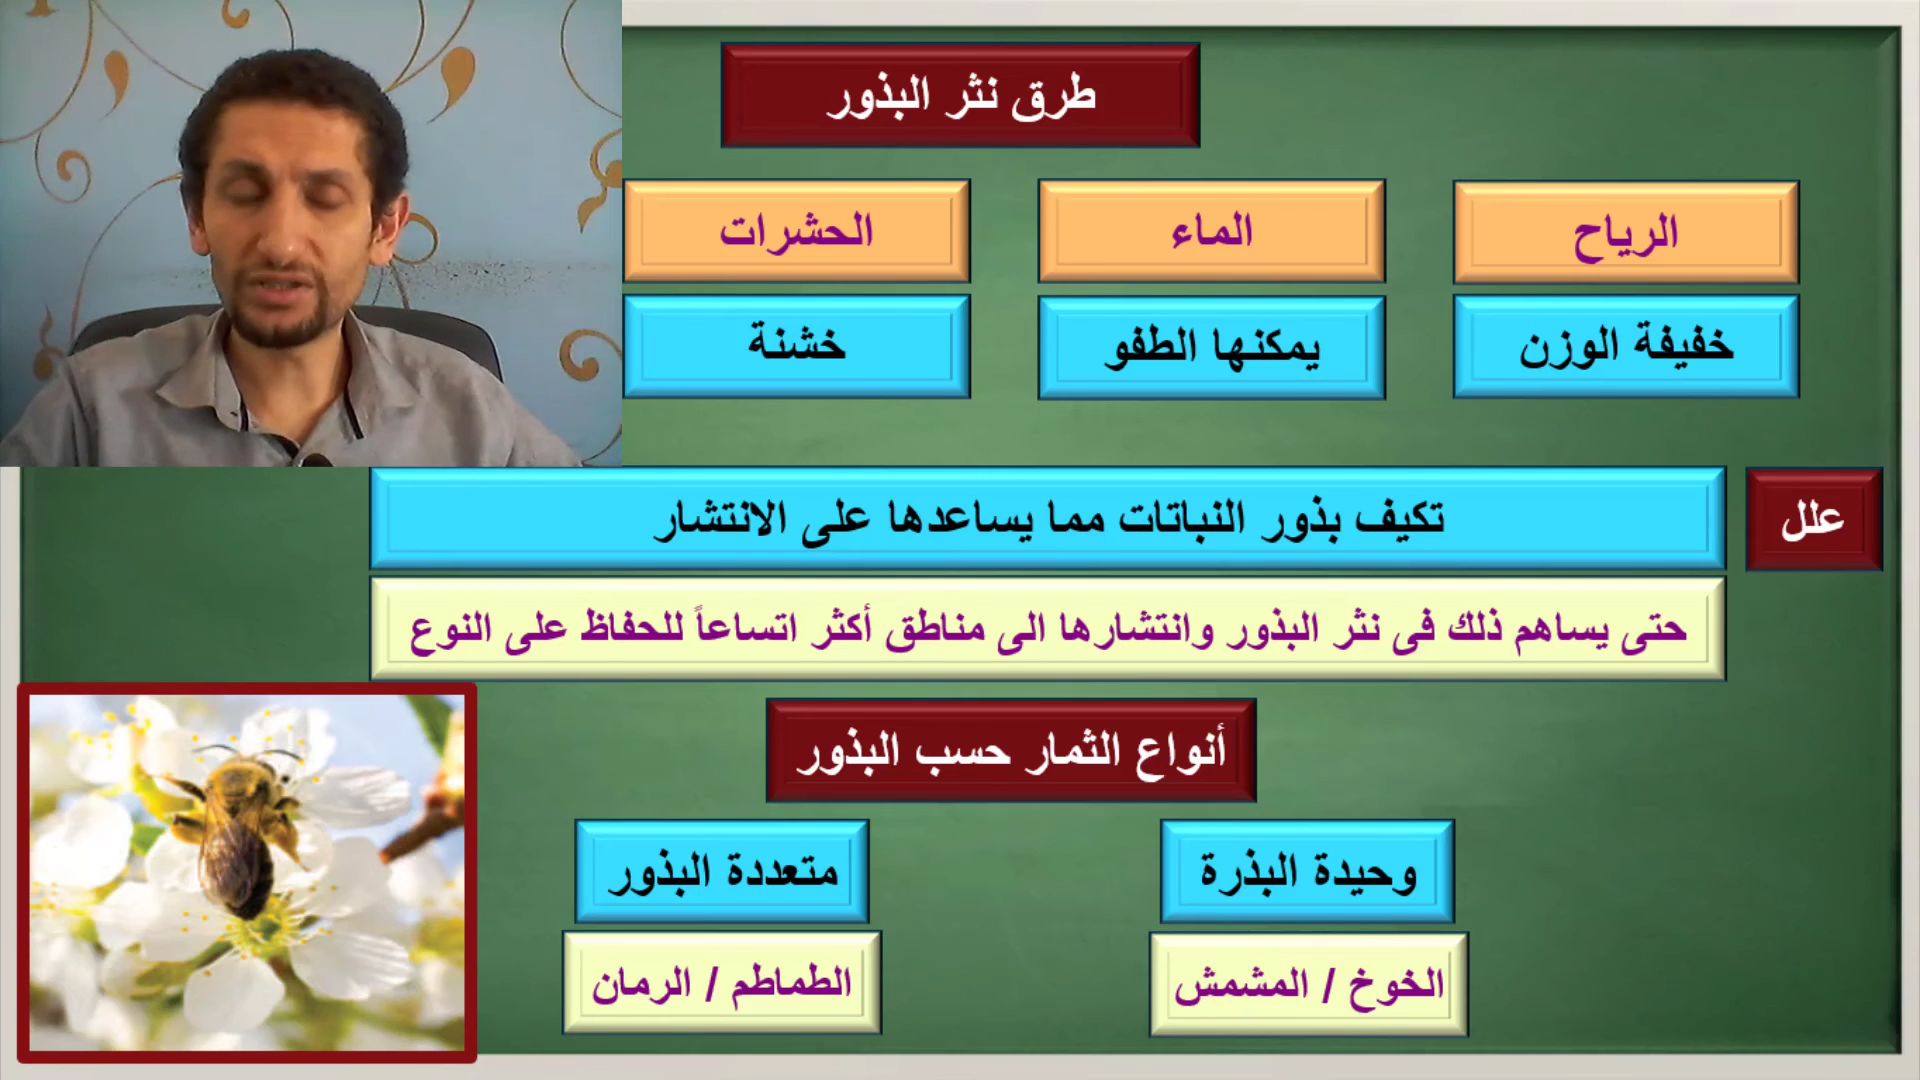 طرق نثر البذور
الرياح
الماء
الحشرات
خفيفة الوزن
يمكنها الطفو
خشنة
علل
تكيف بذور النباتات مما يساعدها على الانتشار
حتى يساهم ذلك فى نثر البذور وانتشارها الى مناطق أكثر اتساعاً للحفاظ على النوع
أنواع الثمار حسب البذور
وحيدة البذرة
متعددة البذور
الخوخ / المشمش
الطماطم / الرمان